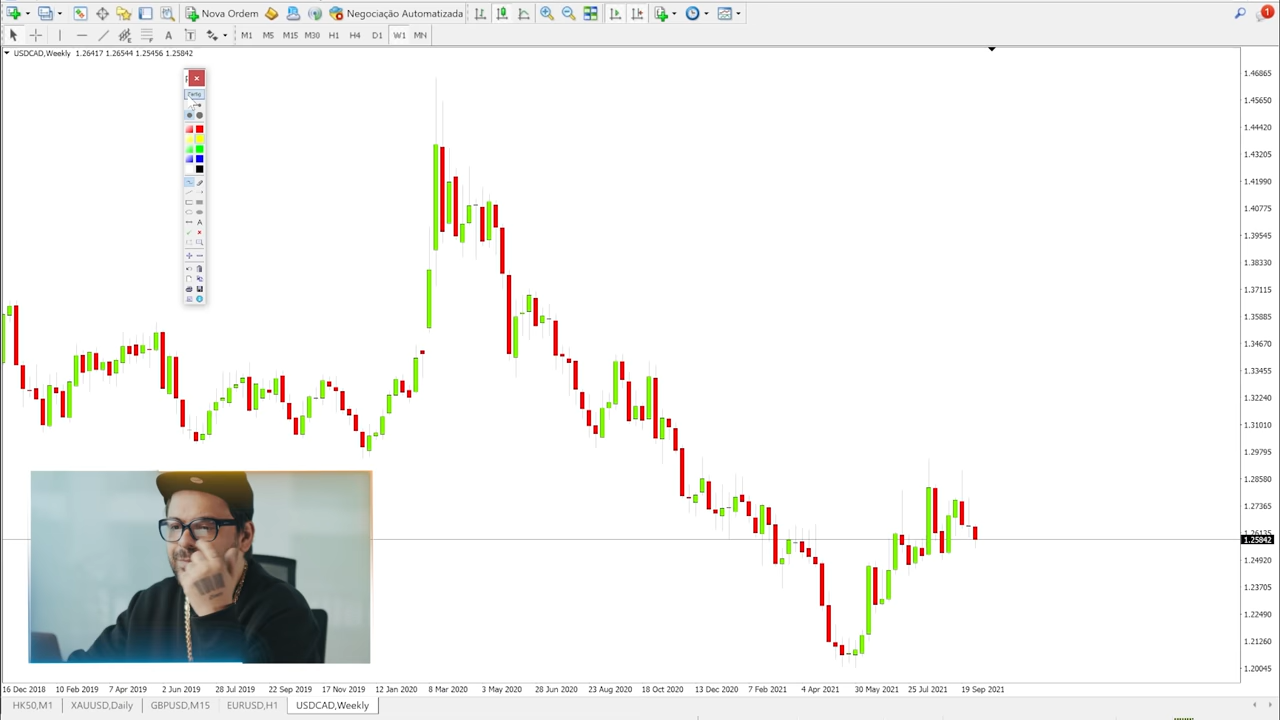 Nova Ordem
Negociação Automatizada
1
A
T
M1 M5 M15 M30 H1 H4 D1 W1 MN
USDCAD,Weekly 1.26417 1.26544 1.25456 1.25842
A
1.46865
1.45650
1.44420
1.43205
1.41990
1.40775
1.39545
1.38330
1.37115
1.35885
1.34670
1.33455
1.32240
1.31010
1.29795
1.28580
1.27365
1.25842
1.24920
1.23705
1.22490
1.21260
1.20045
16 Dec 2018 10 Feb 2019 7 Apr 2019 2 Jun 2019 28 Jul 2019 22 Sep 2019 17 Nov 2019 12 Jan 2020 8 Mar 2020 3 May 2020 28 Jun 2020 23 Aug 2020 18 Oct 2020 13 Dec 2020 7 Feb 2021 4 Apr 2021 30 May 2021 25 Jul 2021 19 Sep 2021
HK50,M1 XAUUSD,Daily GBPUSD,M15 EURUSD,H1 USDCAD,Weekly